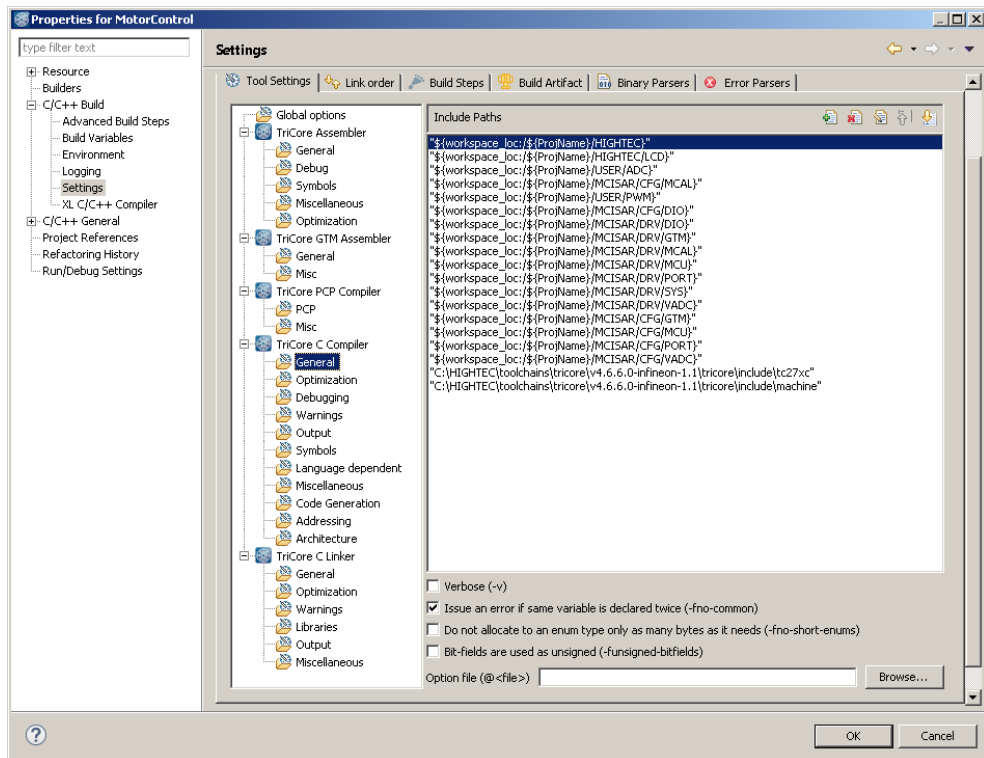 Properties for MotorControl
type filter text
Resource
Builders
C/C++ Build
Advanced Build Steps
Build Variables
Environment
Logging
Settings
XL C/C++ Compiler
C/C++ General
Project References
Refactoring History
Run/Debug Settings
Settings
Tool Settings
Link order
Build Steps
Build Artifact
Binary Parsers
Error Parsers
Global options
TriCore Assembler
General
Debug
Symbols
Miscellaneous
Optimization
TriCore GTM Assembler
General
Misc
TriCore PCP Compiler
PCP
Misc
TriCore C Compiler
General
Optimization
Debugging
Warnings
Output
Symbols
Language dependent
Miscellaneous
Code Generation
Addressing
Architecture
TriCore C Linker
General
Optimization
Warnings
Libraries
Output
Miscellaneous
Include Paths
"${workspace_loc:/${ProjName}/HIGHTEC}"
"${workspace_loc:/${ProjName}/HIGHTEC/LCD}"
"${workspace_loc:/${ProjName}/USER/ADC}"
"${workspace_loc:/${ProjName}/MCISAR/CFG/MCAL}"
"${workspace_loc:/${ProjName}/USER/PWM}"
"${workspace_loc:/${ProjName}/MCISAR/CFG/DIO}"
"${workspace_loc:/${ProjName}/MCISAR/DRV/DIO}"
"${workspace_loc:/${ProjName}/MCISAR/DRV/GTM}"
"${workspace_loc:/${ProjName}/MCISAR/DRV/MCAL}"
"${workspace_loc:/${ProjName}/MCISAR/DRV/MCU}"
"${workspace_loc:/${ProjName}/MCISAR/DRV/PORT}"
"${workspace_loc:/${ProjName}/MCISAR/DRV/SYS}"
"${workspace_loc:/${ProjName}/MCISAR/DRV/VADC}"
"${workspace_loc:/${ProjName}/MCISAR/CFG/GTM}"
"${workspace_loc:/${ProjName}/MCISAR/CFG/MCU}"
"${workspace_loc:/${ProjName}/MCISAR/CFG/PORT}"
"${workspace_loc:/${ProjName}/MCISAR/CFG/VADC}"
"C:\HIGHTEC\toolchains\tricore\v4.6.6.0-infineon-1.1\tricore\include\tc27xc"
"C:\HIGHTEC\toolchains\tricore\v4.6.6.0-infineon-1.1\tricore\include\machine"
Verbose (-v)
Issue an error if same variable is declared twice (-fno-common)
Do not allocate to an enum type only as many bytes as it needs (-fno-short-enums)
Bit-fields are used as unsigned (-funsigned-bitfields)
Option file (@<file>)
Browse...
OK
Cancel